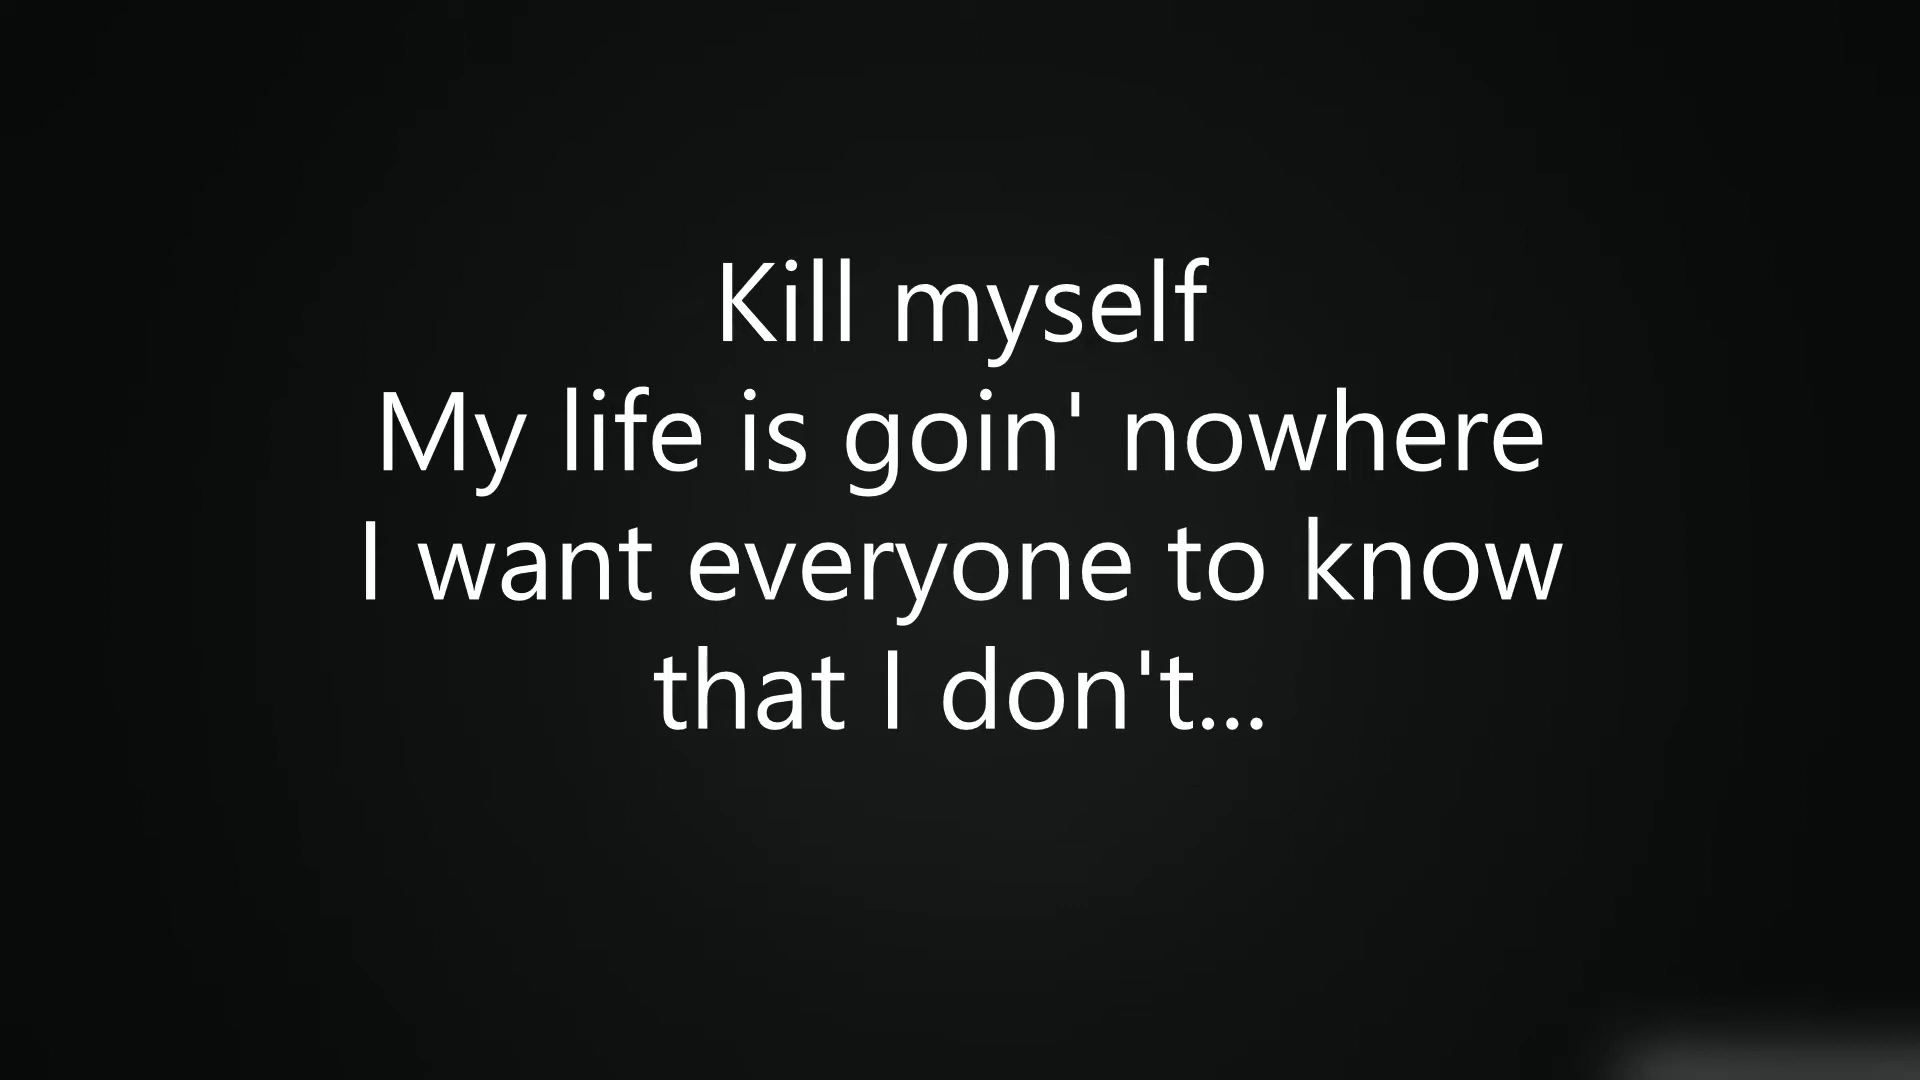 Kill myself
My life is goin' nowhere
I want everyone to know
that I don't...